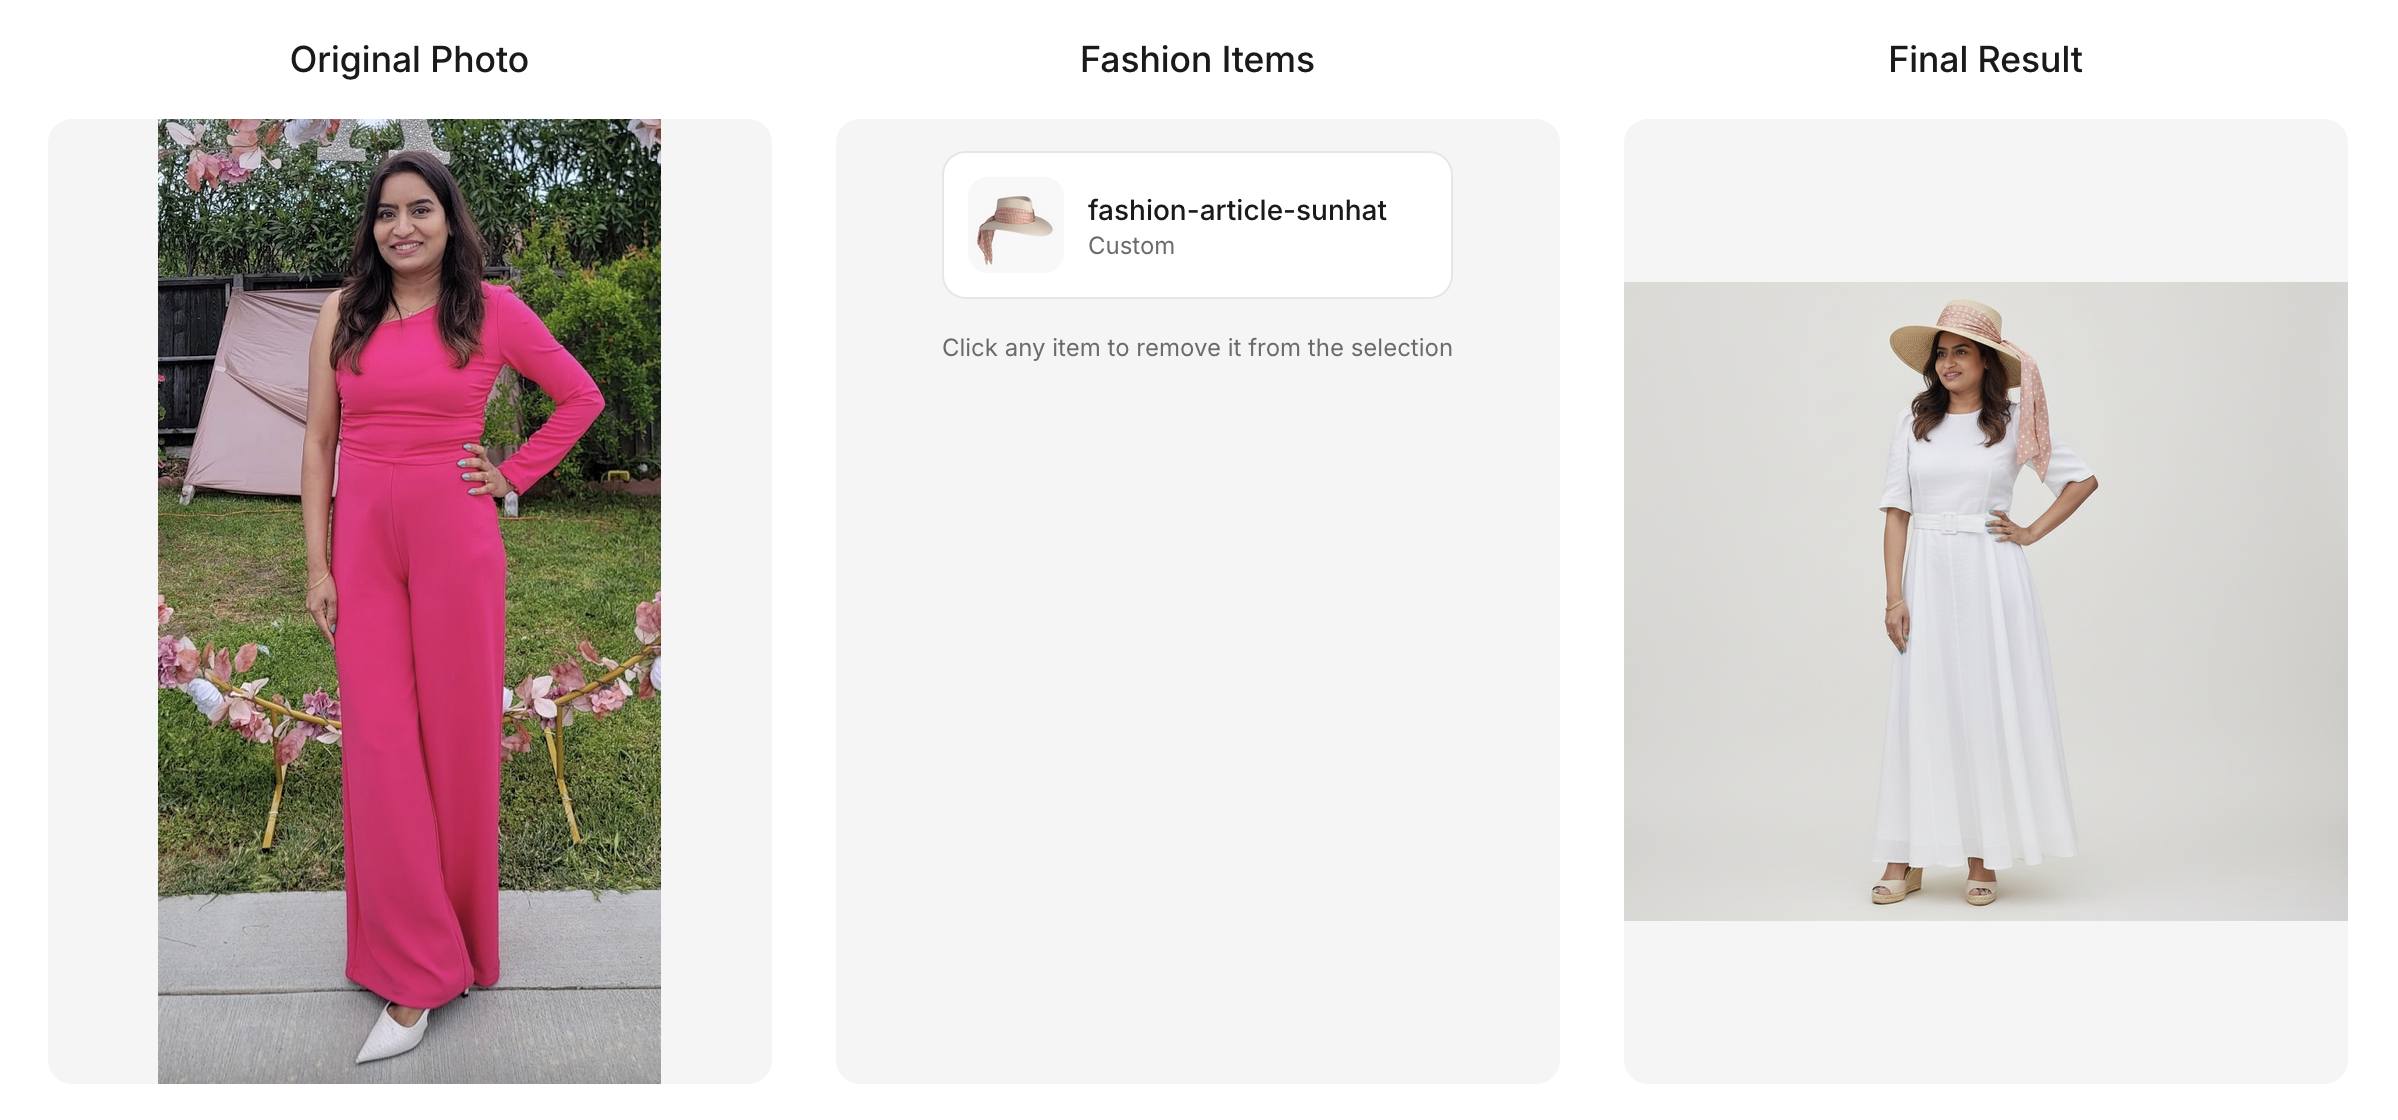 Original Photo
Fashion Items
Final Result
fashion-article-sunhat
Custom
Click any item to remove it from the selection